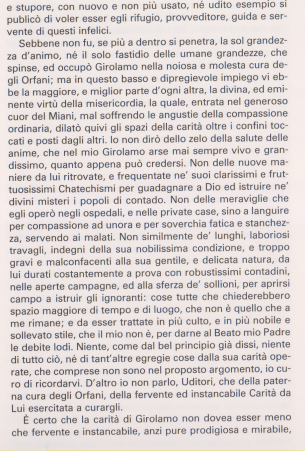 e stupore, con nuovo e non più usato, né udito esempio si
publicò di voler esser egli rifugio, provveditore, guida e ser-
vente di questi infelici.
Sebbene non fu, se più a dentro si penetra, la sol grandez-
za d'animo, né il solo fastidio delle umane grandezze, che
spinse, ed occupò Girolamo nella noiosa e molesta cura de-
gli Orfani; ma in questo basso e dipregievole impiego vi eb-
be la maggiore, e miglior parte d'ogni altra, la divina, ed emi-
nente virtù della misericordia, la quale, entrata nel generoso
cuor del Miani, mal soffrendo le angustie della compassione
ordinaria, dilatò quivi gli spazi della carità oltre i confini toc-
cati e posti dagli altri. Io non dirò dello zelo della salute delle
anime, che nel mio Girolamo arse mai sempre vivo e gran-
dissimo, quanto appena può credersi. Non delle nuove ma-
niere da lui ritrovate, e frequentate ne' suoi clarissimi e frut-
tuosissimi Chatechismi per guadagnare a Dio ed istruire ne'
divini misteri i popoli di contado. Non delle meraviglie che
egli operò negli ospedali, e nelle private case, sino a languire
per compassione ad unora e per soverchia fatica e stanchez-
za, servendo ai malati. Non similmente de' lunghi, laboriosi
travagli, indegni della sua nobilissima condizione, e troppo
gravi e malconfacenti alla sua gentile, e delicata natura, da
lui durati costantemente a prova con robustissimi contadini,
nelle aperte campagne, ed alla sferza de' sollioni, per aprirsi
campo a istruir gli ignoranti: cose tutte che chiederebbero
spazio maggiore di tempo e di luogo, che non è quello che a
me rimane; e da esser trattate in più culto, e in più nobile e
sollevato stile, che il mio non è, per darne al Beato mio Padre
le debite lodi. Niente, come dal bel principio già dissi, niente
di tutto ciò, né di tant'altre egregie cose dalla sua carità ope-
rate, che comprese non sono nel proposto argomento, io cu-
ro di ricordarvi. D'altro io non parlo, Uditori, che della pater-
na cura degli Orfani, della fervente ed instancabile Carità da
Lui esercitata a curargli.
È certo che la carità di Girolamo non dovea esser meno
che fervente e instancabile, anzi pure prodigiosa e mirabile,